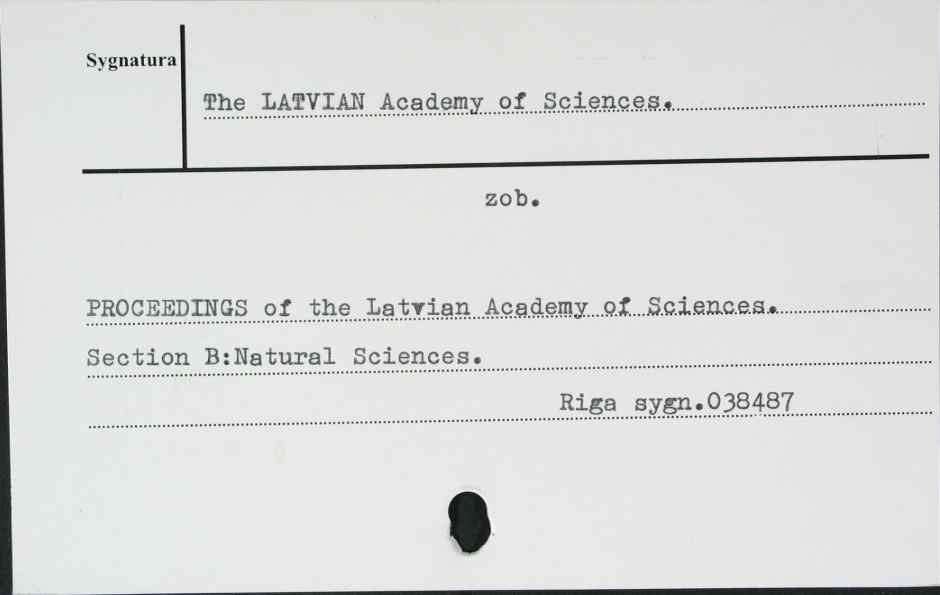 Sygnatura
The LATVIAN Academy of Sciences.
zob.
PROCEEDINGS of the Latvian Academy of Sciences.
Section B:Natural Sciences.
Riga sygn.038487